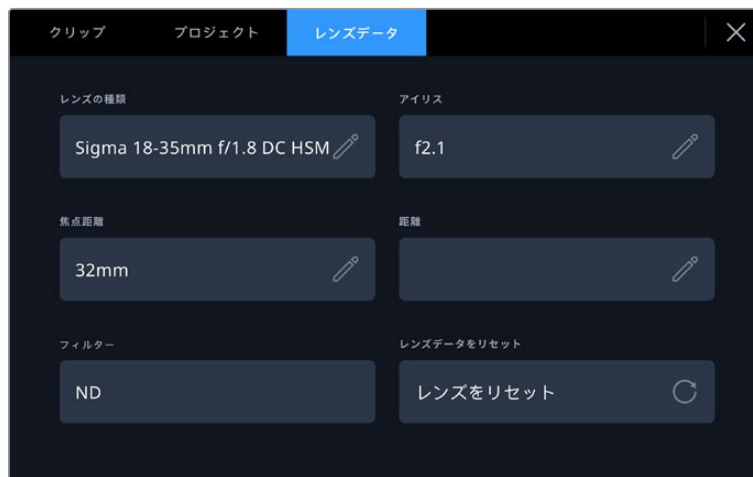 クリップ プロジェクト レンズデータ
レンズの種類 アイリス
Sigma 18-35mm f/1.8 DC HSM f2.1
焦点距離 距離
32mm
フィルター レンズデータをリセット
ND レンズをリセット